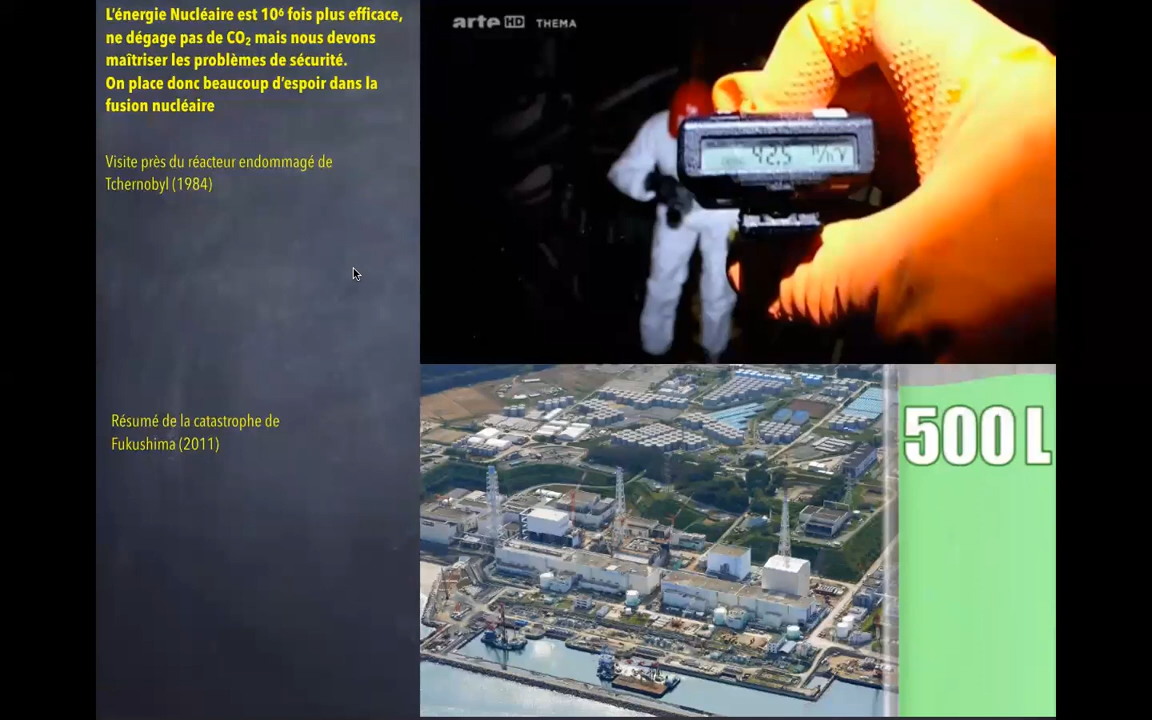 L'énergie Nucléaire est 10⁶ fois plus efficace,
ne dégage pas de CO₂ mais nous devons
maîtriser les problèmes de sécurité.
On place donc beaucoup d'espoir dans la
fusion nucléaire
Visite près du réacteur endommagé de
Tchernobyl (1984)
Résumé de la catastrophe de
Fukushima (2011)
arte HD THEMA
42.5
500 L